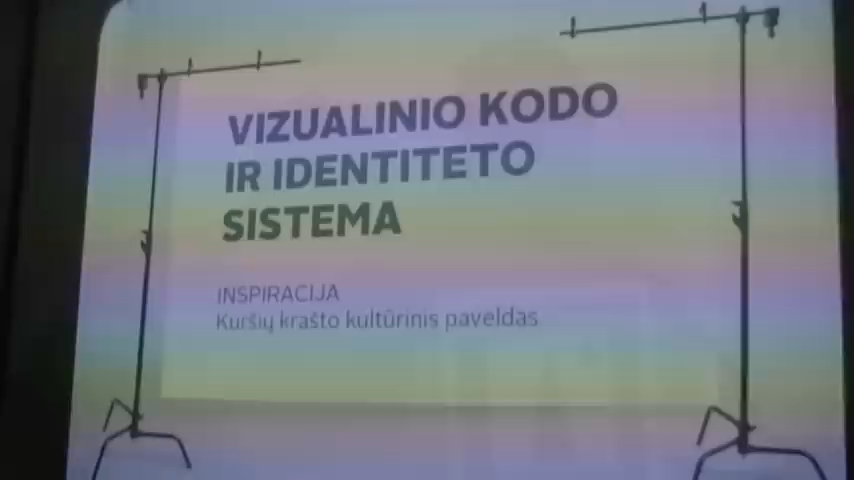 VIZUALINIO KODO
IR IDENTITETO
SISTEMA
INSPIRACIJA
Kuršių krašto kultūrinis paveldas